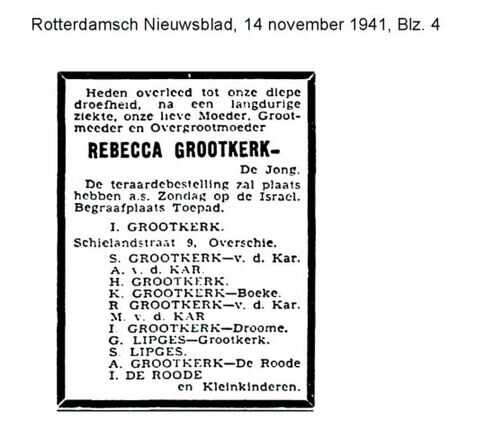 Rotterdamsch Nieuwsblad, 14 november 1941, Blz. 4
Heden overleed tot onze diepe
droefheid, na een langdurige
ziekte, onze lieve Moeder, Groot-
meeder en Overgrootmoeder
REBECCA GROOTKERK-
De Jong.
De teraardebestelling zal plaats
hebben a.s. Zondag op de Israel.
Begraafplaats Toepad.
I. GROOTKERK.
Schielandstraat 9, Overschie.
S. GROOTKERK—v. d. Kar.
A. v. d. KAR.
H. GROOTKERK.
K. GROOTKERK—Boeke.
R GROOTKERK—v. d. Kar.
M. v. d. KAR
I GROOTKERK—Droome.
G. LIPGES—Grootkerk.
S LIPGES.
A. GROOTKERK—De Roode
I. DE ROODE
en Kleinkinderen.